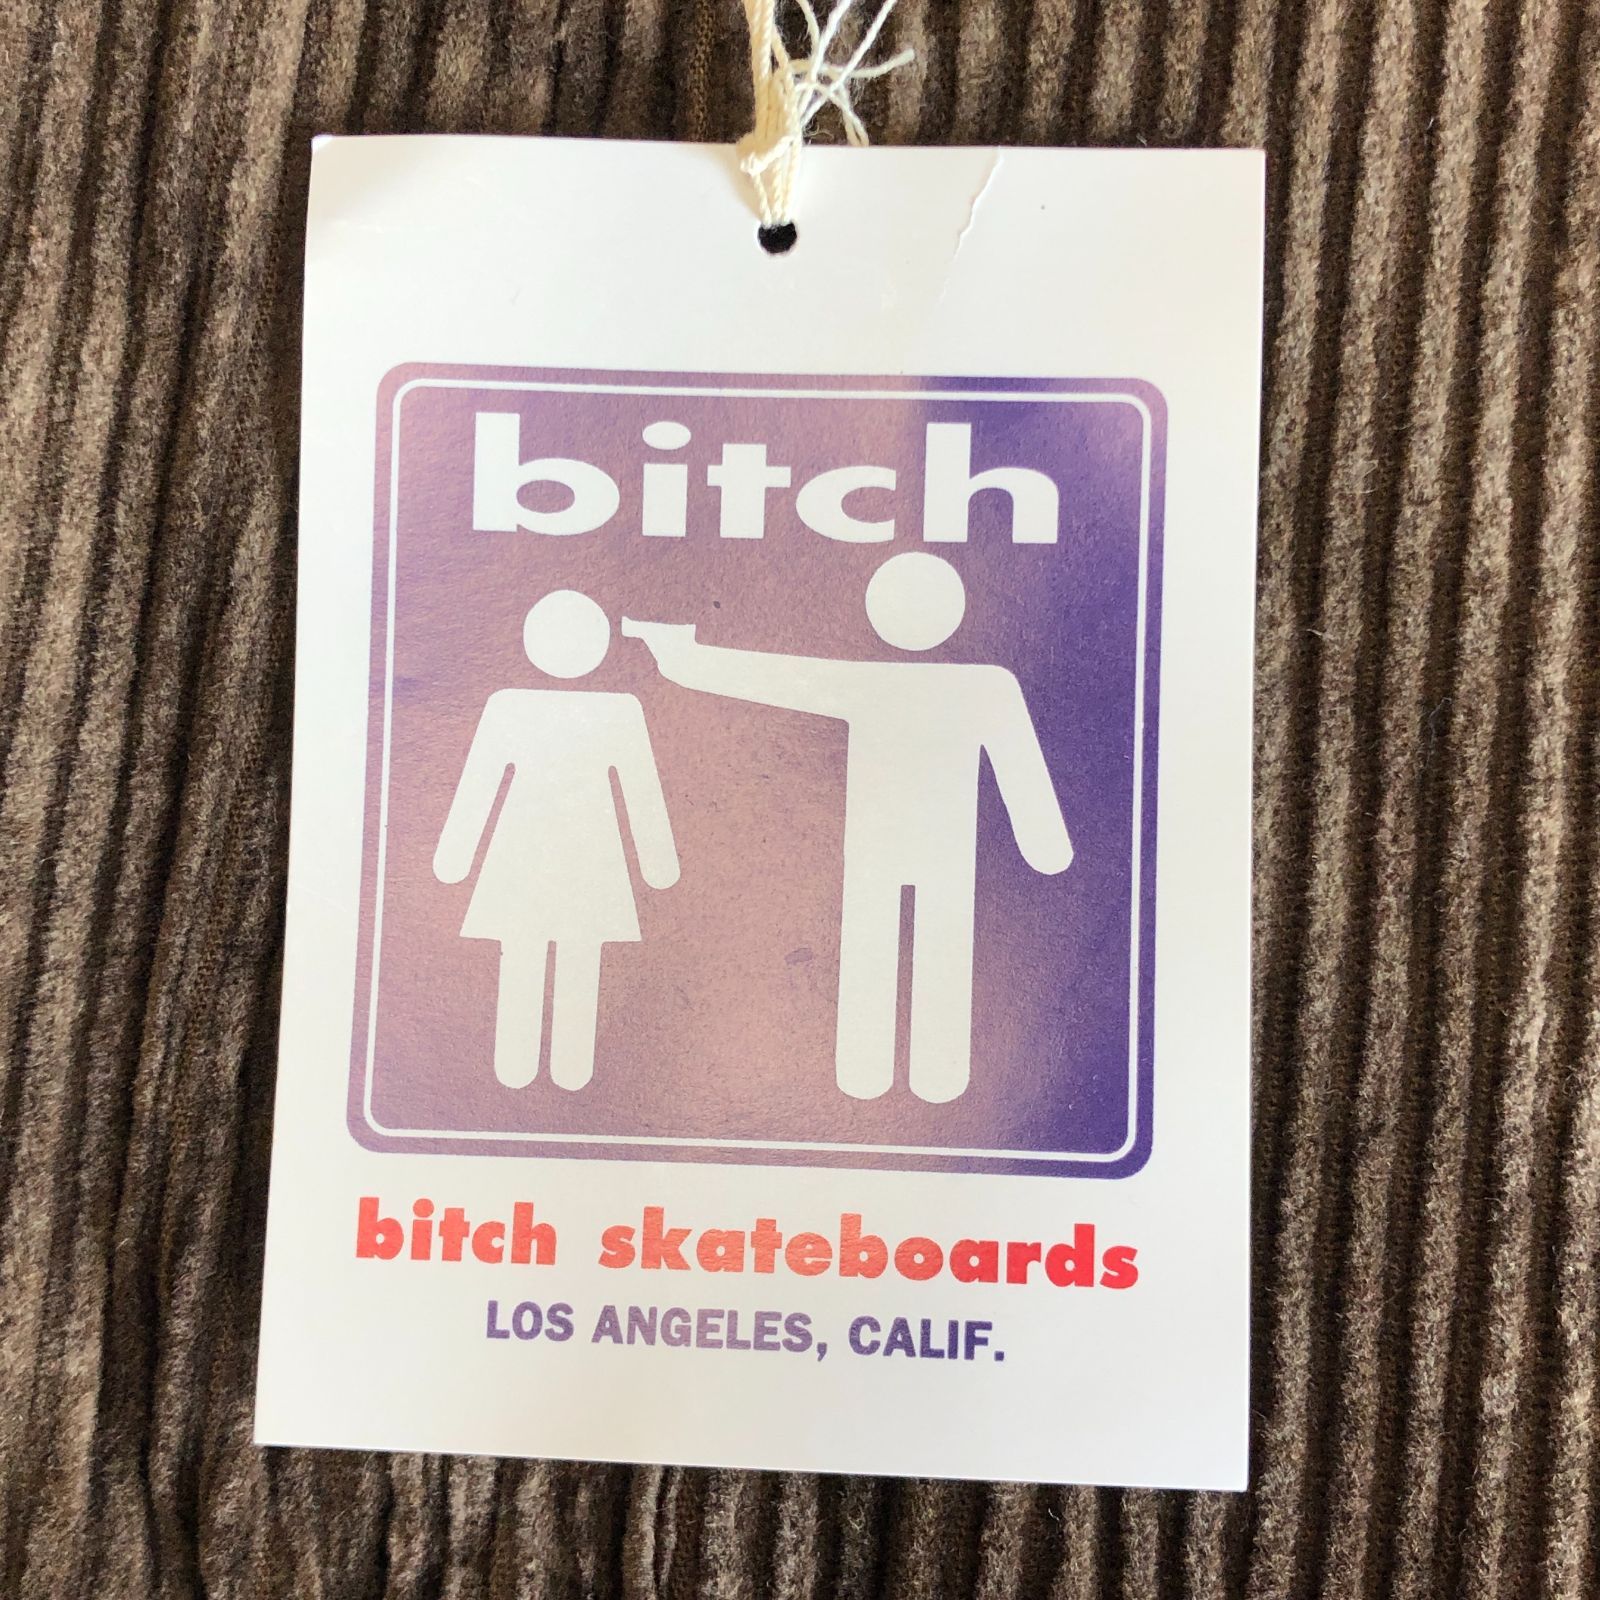 bitch
bitch skateboards
LOS ANGELES, CALIF.